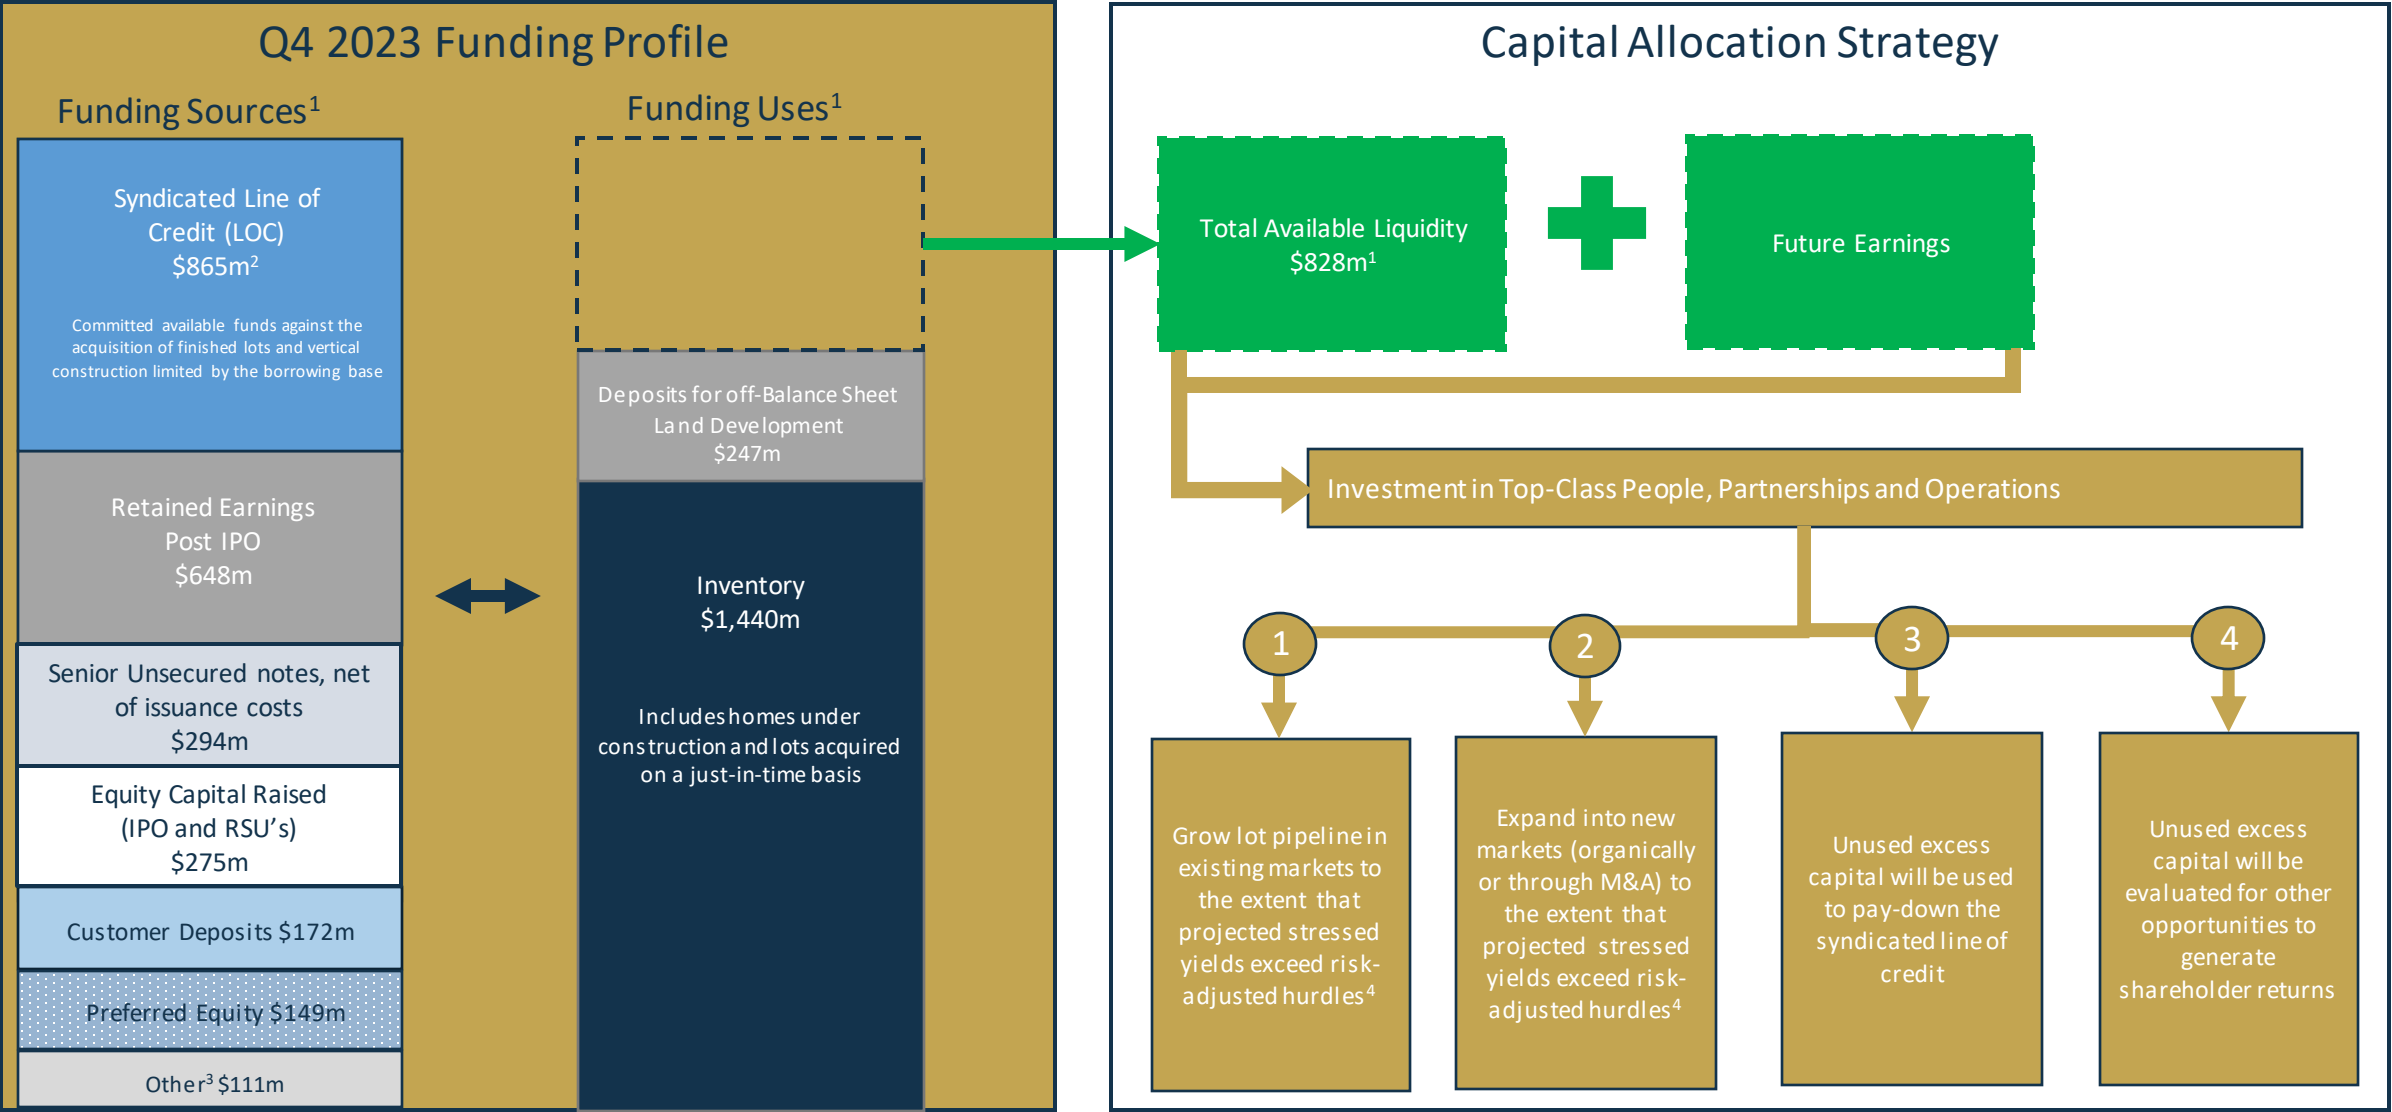 Q4 2023 Funding Profile
Funding Sources¹
Syndicated Line of
Credit (LOC)
$865m²
Committed available funds against the
acquisition of finished lots and vertical
construction limited by the borrowing base
Retained Earnings
Post IPO
$648m
Senior Unsecured notes, net
of issuance costs
$294m
Equity Capital Raised
(IPO and RSU’s)
$275m
Customer Deposits $172m
Preferred Equity $149m
Other³ $111m
Funding Uses¹
Deposits for off-Balance Sheet
Land Development
$247m
Inventory
$1,440m
Includes homes under
construction and lots acquired
on a just-in-time basis
Capital Allocation Strategy
Total Available Liquidity
$828m¹
Future Earnings
Investment in Top-Class People, Partnerships and Operations
1
2
3
4
Grow lot pipeline in
existing markets to
the extent that
projected stressed
yields exceed risk-
adjusted hurdles⁴
Expand into new
markets (organically
or through M&A) to
the extent that
projected stressed
yields exceed risk-
adjusted hurdles⁴
Unused excess
capital will be used
to pay-down the
syndicated line of
credit
Unused excess
capital will be
evaluated for other
opportunities to
generate
shareholder returns